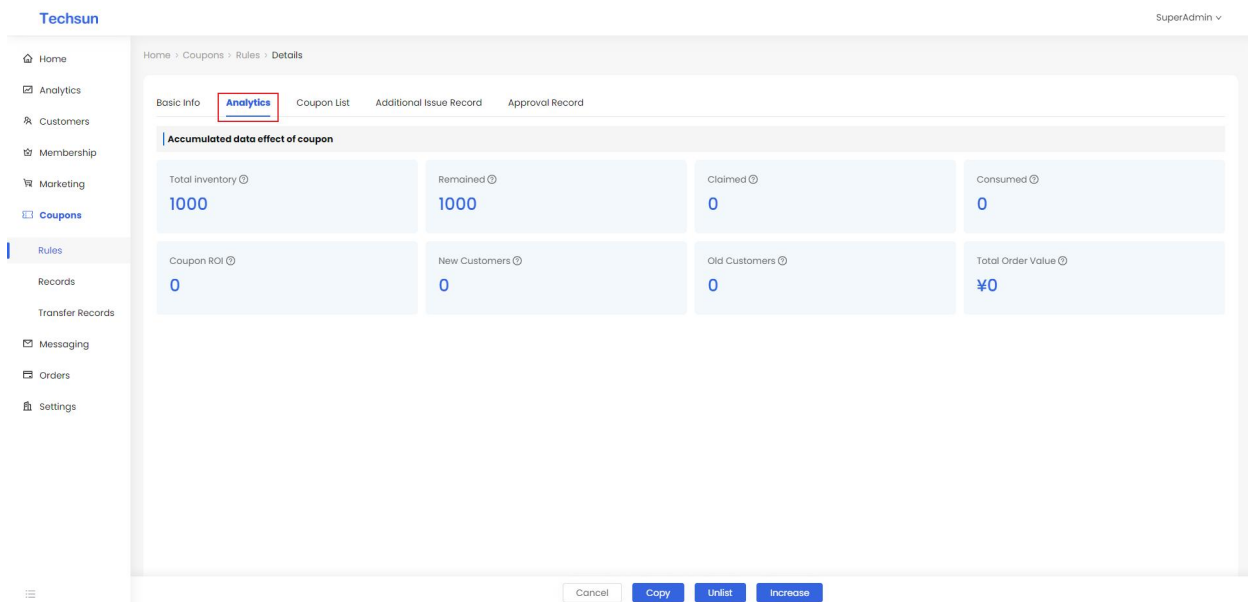 Techsun
SuperAdmin
Home
Analytics
Customers
Membership
Marketing
Coupons
Rules
Records
Transfer Records
Messaging
Orders
Settings
Home > Coupons > Rules > Details
Basic Info Analytics Coupon List Additional Issue Record Approval Record
Accumulated data effect of coupon
Total inventory Remained Claimed Consumed
1000 1000 0 0
Coupon ROI New Customers Old Customers Total Order Value
0 0 0 ¥0
Cancel Copy Unlist Increase